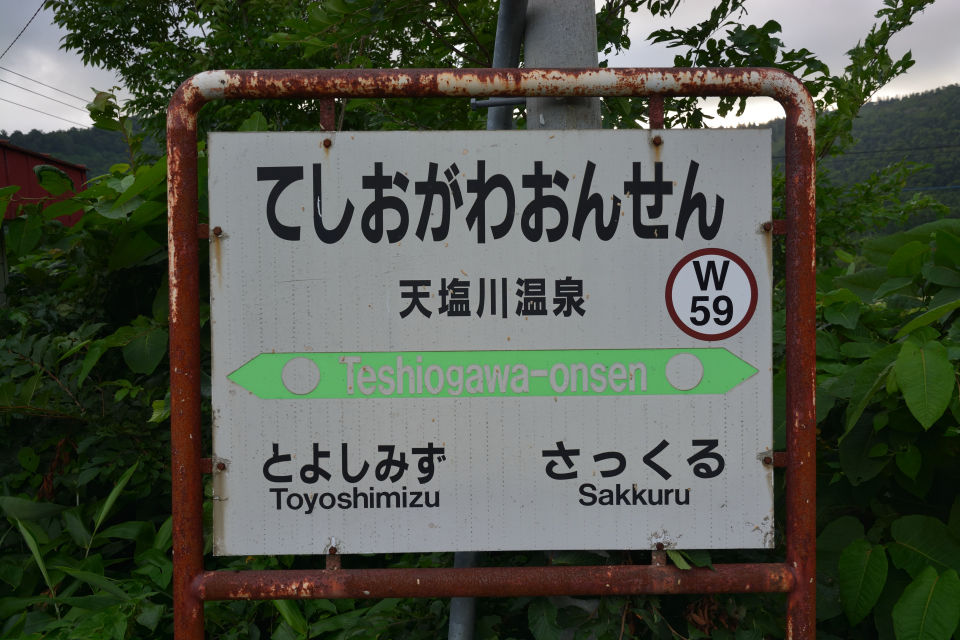 てしおがわおんせん
天塩川温泉
W
59
Teshiogawa-onsen
とよしみず
Toyoshimizu
さっくる
Sakkuru